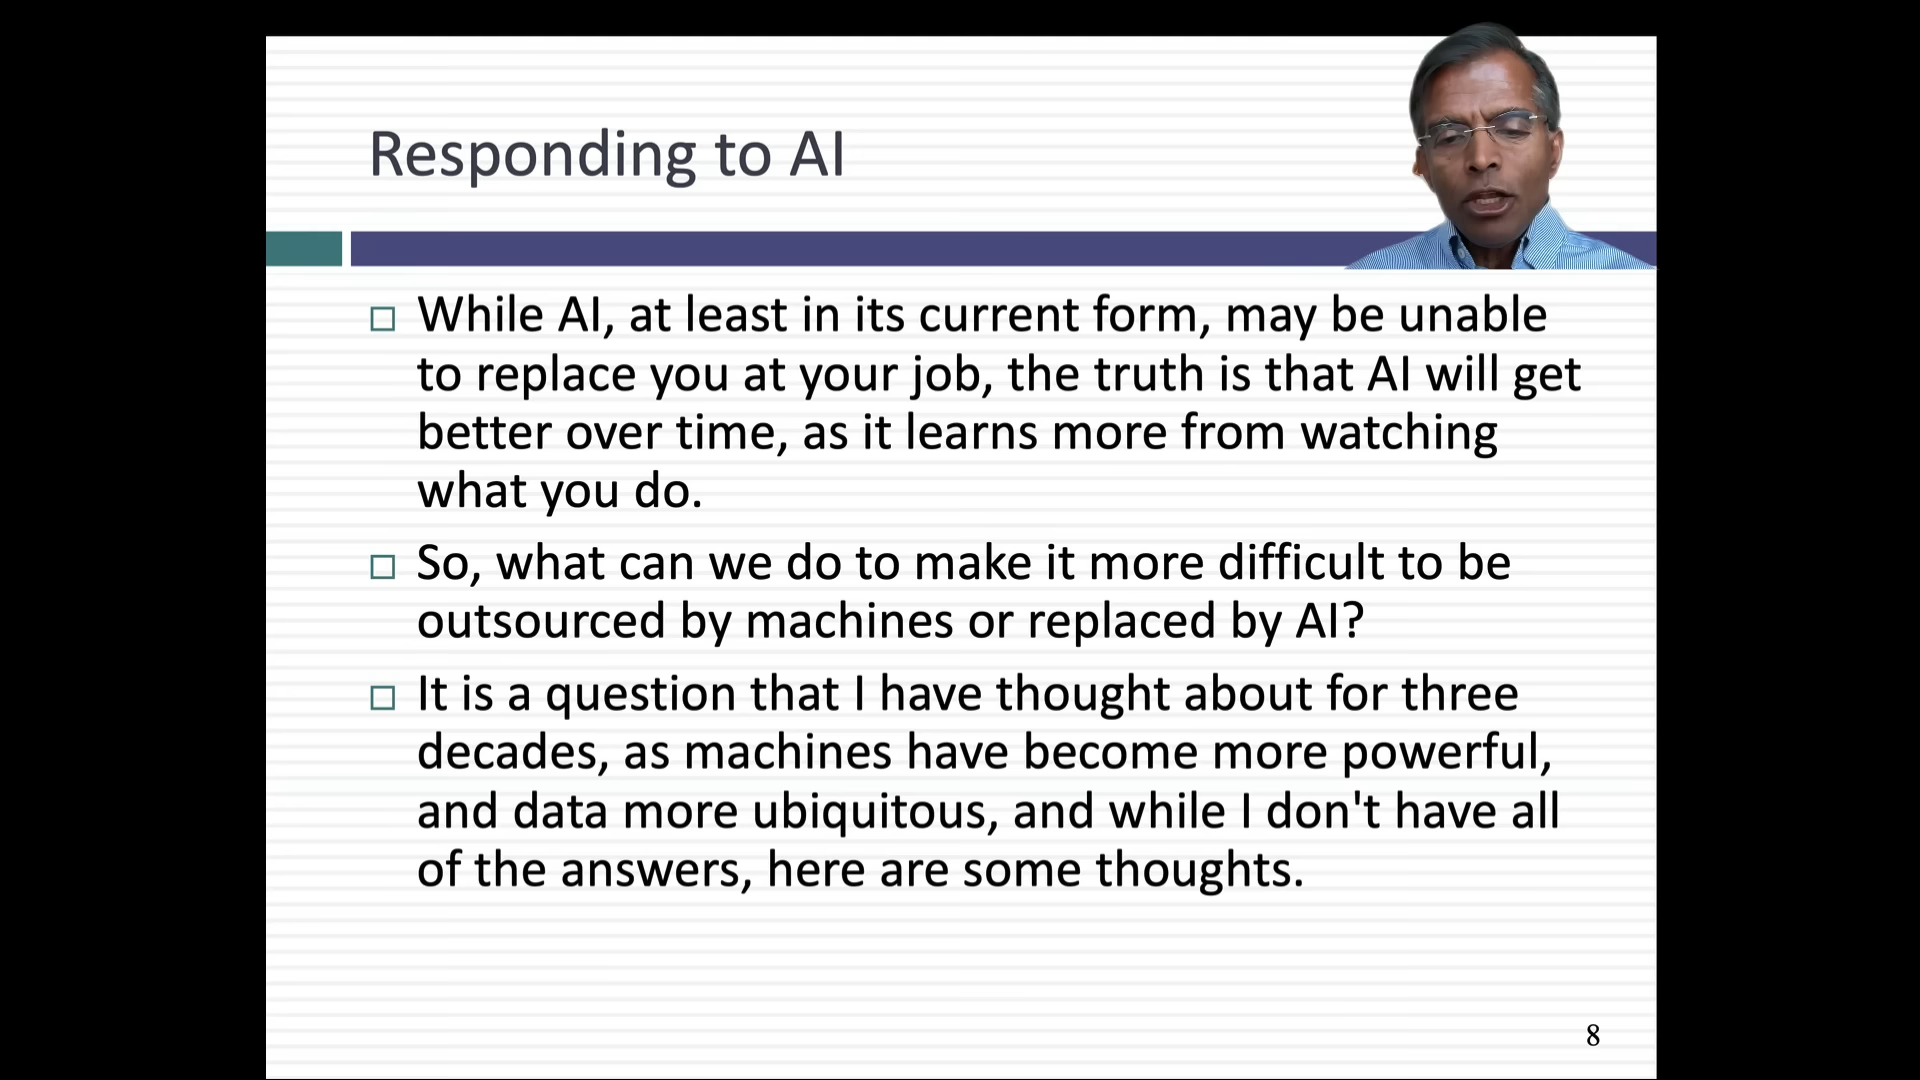 Responding to AI
While AI, at least in its current form, may be unable
to replace you at your job, the truth is that AI will get
better over time, as it learns more from watching
what you do.
So, what can we do to make it more difficult to be
outsourced by machines or replaced by AI?
It is a question that I have thought about for three
decades, as machines have become more powerful,
and data more ubiquitous, and while I don't have all
of the answers, here are some thoughts.
8